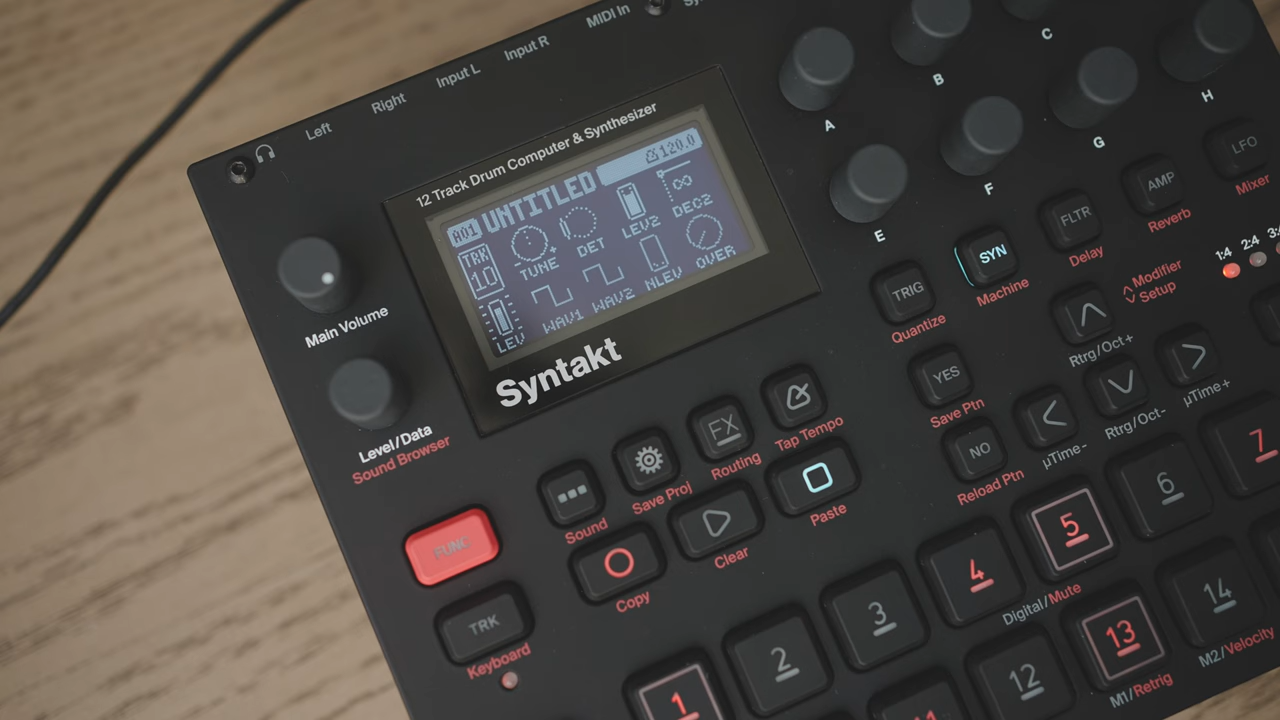 MIDI In
Input R
Input L
Right
Left
12 Track Drum Computer & Synthesizer
A01 UNTITLED 120.0
TRK 10
TUNE DET LEV2 DEC2
LEV WAV1 WAV2 NLEV OVER
Syntakt
Main Volume
Level/Data
Sound Browser
A
B
C
E
F
G
H
LFO
Mixer
AMP
Reverb
FLTR
Delay
SYN
Machine
TRIG
Quantize
Modifier
Setup
1:4
2:4
YES
Save Ptn
NO
Reload Ptn
Rtrg/Oct+
µTime-
Rtrg/Oct-
µTime+
FX
Tap Tempo
Routing
Save Proj
Sound
Paste
Clear
Copy
FUNC
TRK
Keyboard
1
2
3
4
5
6
7
Digital/Mute
12
13
14
M1/Retrig
M2/Velocity